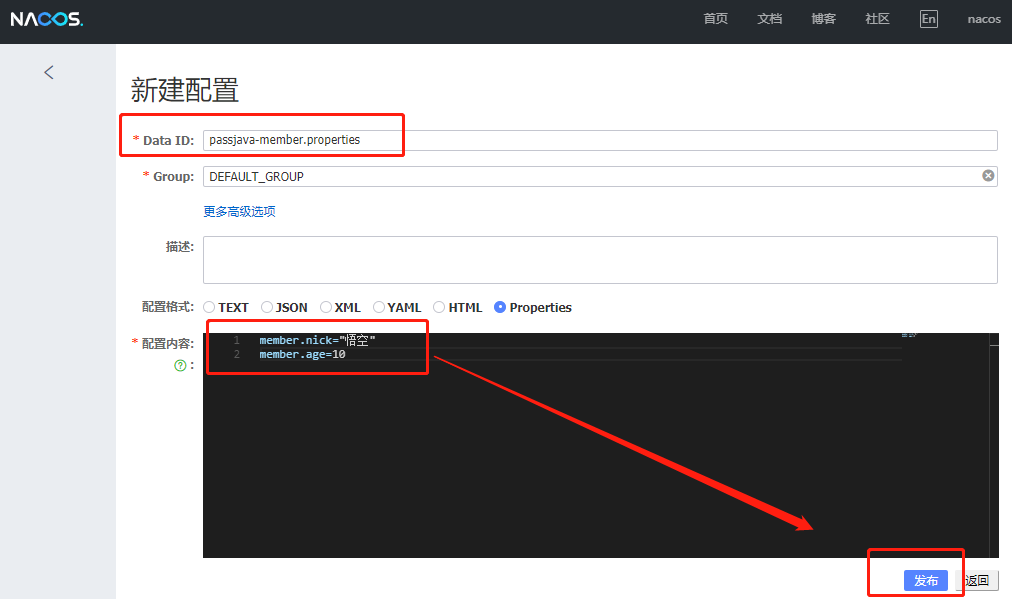 NACOS. 首页 文档 博客 社区 En nacos
新建配置
* Data ID: passjava-member.properties
* Group: DEFAULT_GROUP
更多高级选项
描述:
配置格式: TEXT JSON XML YAML HTML Properties
* 配置内容: 1 member.nick="悟空"
? : 2 member.age=10
发布 返回